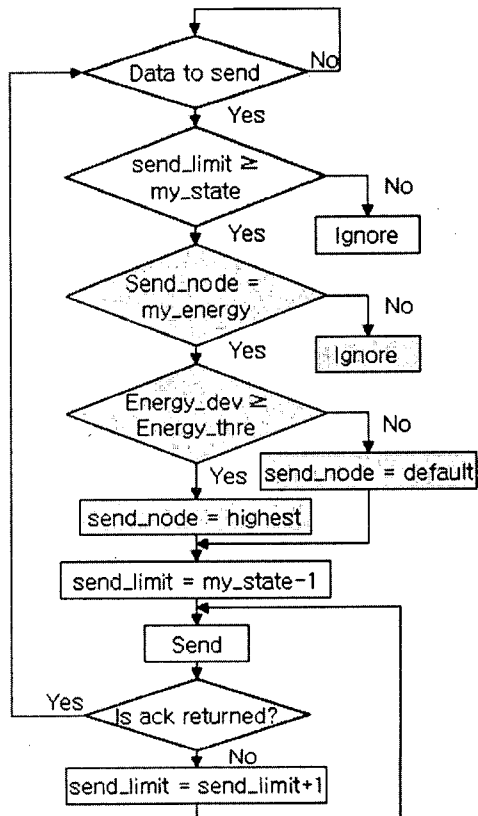 Data to send
No
Yes
send_limit ≥
my_state
No
Yes
Ignore
Send_node =
my_energy
No
Yes
Ignore
Energy_dev ≥
Energy_thre
No
Yes
send_node = default
send_node = highest
send_limit = my_state-1
Send
Yes
Is ack returned?
No
send_limit = send_limit+1